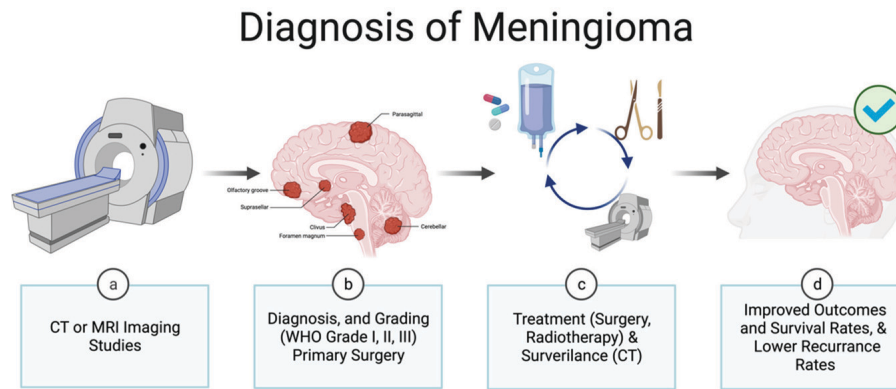 Diagnosis of Meningioma
Parasagittal
Olfactory groove
Suprasellar
Clivus
Foramen magnum
Cerebellar
a
CT or MRI Imaging
Studies
b
Diagnosis, and Grading
(WHO Grade I, II, III)
Primary Surgery
c
Treatment (Surgery,
Radiotherapy) &
Surverilance (CT)
d
Improved Outcomes
and Survival Rates, &
Lower Recurrance
Rates